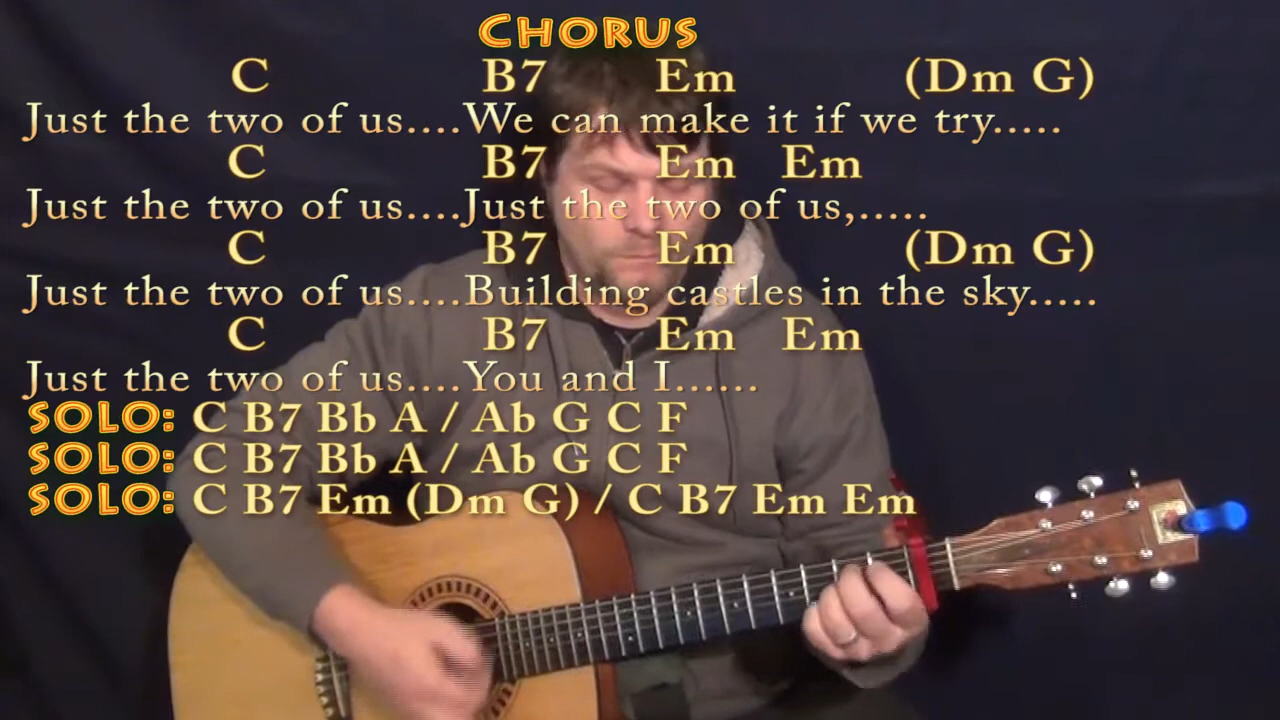 CHORUS
C B7 Em (Dm G)
Just the two of us....We can make it if we try.....
C B7 Em Em
Just the two of us....Just the two of us,.....
C B7 Em (Dm G)
Just the two of us....Building castles in the sky.....
C B7 Em Em
Just the two of us....You and I......
SOLO: C B7 Bb A / Ab G C F
SOLO: C B7 Bb A / Ab G C F
SOLO: C B7 Em (Dm G) / C B7 Em Em